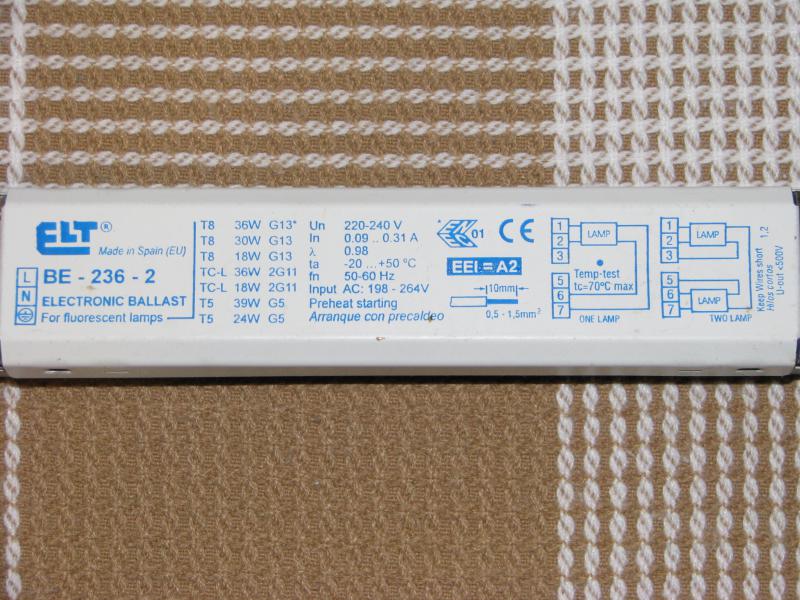 ELT®
Made in Spain (EU)
L
N
BE - 236 - 2
ELECTRONIC BALLAST
For fluorescent lamps
T8 36W G13*
T8 30W G13
T8 18W G13
TC-L 36W 2G11
TC-L 18W 2G11
T5 39W G5
T5 24W G5
Un 220-240 V
In 0.09 .. 0.31 A
λ 0.98
ta -20 ...+50 °C
fn 50-60 Hz
Input AC: 198 - 264V
Preheat starting
Arranque con precaldeo
01
CE
EEI = A2
10mm
0,5 - 1,5mm²
1
2
3
LAMP
Temp-test
tc=70°C max
5
6
7
ONE LAMP
1
2
3
LAMP
5
6
7
LAMP
TWO LAMP
Keep Wires short 1,2
Hilos cortos
U-out <500V